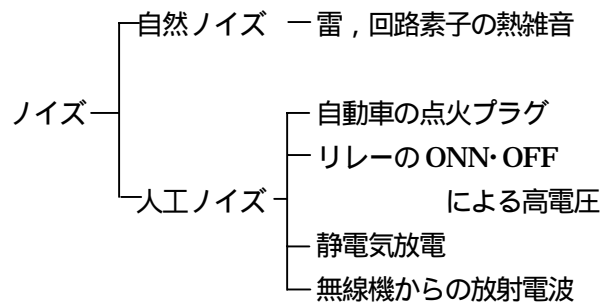 自然ノイズ 雷，回路素子の熱雑音
ノイズ
自動車の点火プラグ
リレーの ONN・OFF
人工ノイズ
による高電圧
静電気放電
無線機からの放射電波